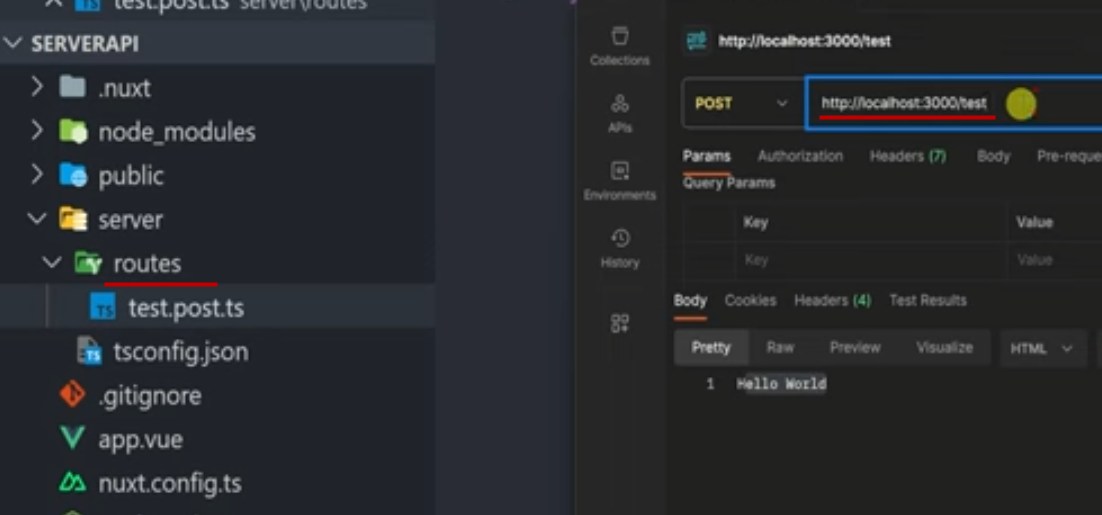 test.post.ts server\routes
SERVERAPI
.nuxt
node_modules
public
server
routes
TS test.post.ts
TS tsconfig.json
.gitignore
app.vue
nuxt.config.ts
Collections
APIs
Environments
History
http://localhost:3000/test
POST http://localhost:3000/test
Params Authorization Headers (7) Body Pre-reque
Query Params
Key Value
Key Value
Body Cookies Headers (4) Test Results
Pretty Raw Preview Visualize HTML
1 Hello World